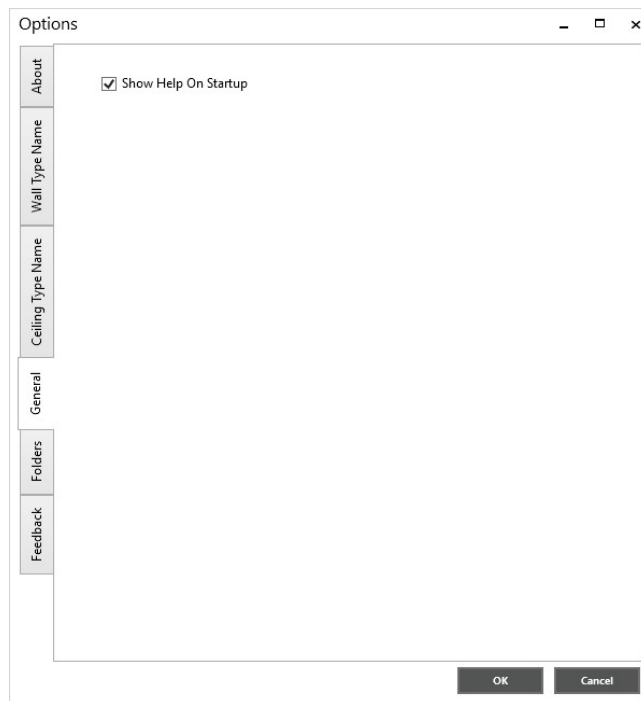 Options
About
Wall Type Name
Ceiling Type Name
General
Folders
Feedback
Show Help On Startup
OK
Cancel